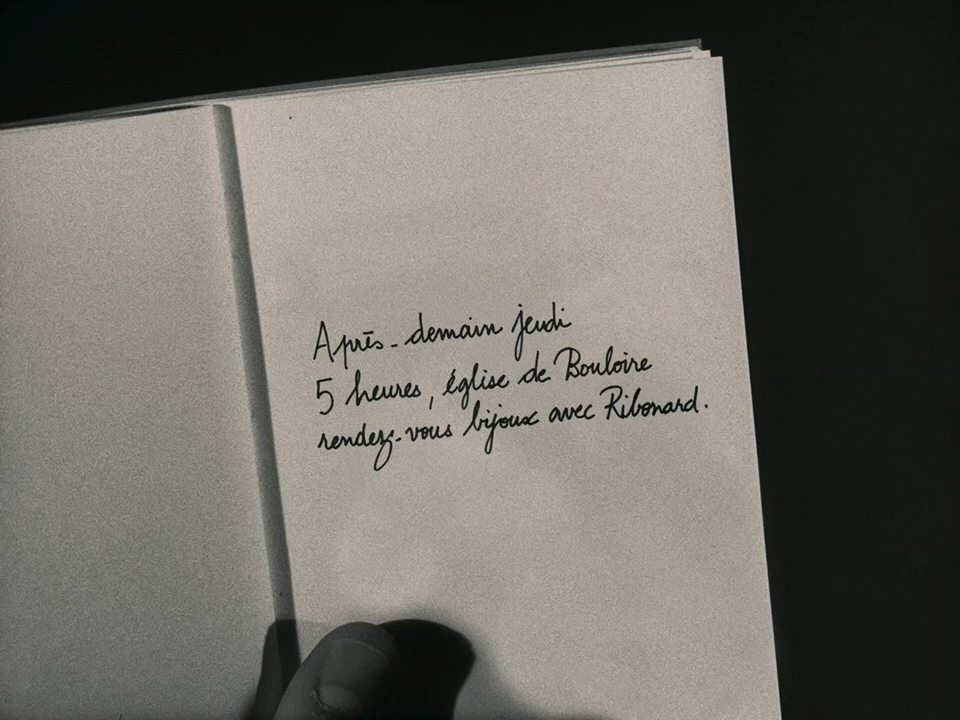 Après-demain jeudi
5 heures, église de Bouloire
rendez-vous bijoux avec Ribonard.